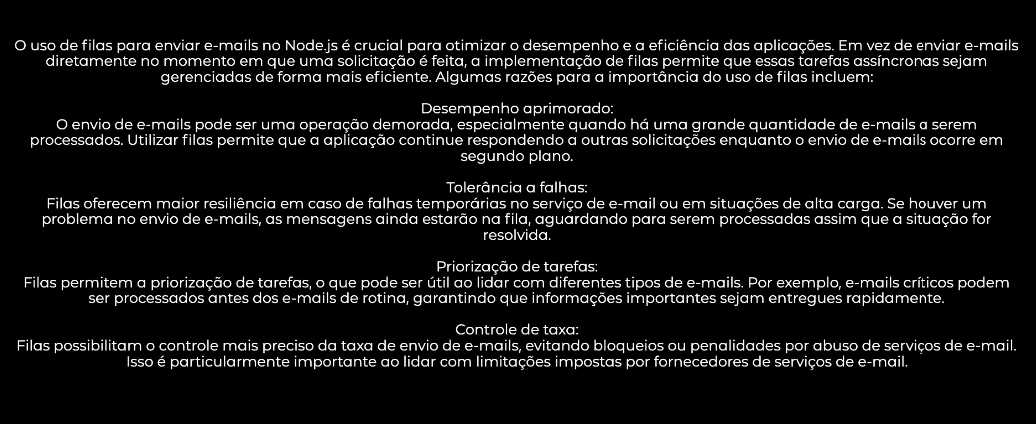 O uso de filas para enviar e-mails no Node.js é crucial para otimizar o desempenho e a eficiência das aplicações. Em vez de enviar e-mails
diretamente no momento em que uma solicitação é feita, a implementação de filas permite que essas tarefas assíncronas sejam
gerenciadas de forma mais eficiente. Algumas razões para a importância do uso de filas incluem:
Desempenho aprimorado:
O envio de e-mails pode ser uma operação demorada, especialmente quando há uma grande quantidade de e-mails a serem
processados. Utilizar filas permite que a aplicação continue respondendo a outras solicitações enquanto o envio de e-mails ocorre em
segundo plano.
Tolerância a falhas:
Filas oferecem maior resiliência em caso de falhas temporárias no serviço de e-mail ou em situações de alta carga. Se houver um
problema no envio de e-mails, as mensagens ainda estarão na fila, aguardando para serem processadas assim que a situação for
resolvida.
Priorização de tarefas:
Filas permitem a priorização de tarefas, o que pode ser útil ao lidar com diferentes tipos de e-mails. Por exemplo, e-mails críticos podem
ser processados antes dos e-mails de rotina, garantindo que informações importantes sejam entregues rapidamente.
Controle de taxa:
Filas possibilitam o controle mais preciso da taxa de envio de e-mails, evitando bloqueios ou penalidades por abuso de serviços de e-mail.
Isso é particularmente importante ao lidar com limitações impostas por fornecedores de serviços de e-mail.